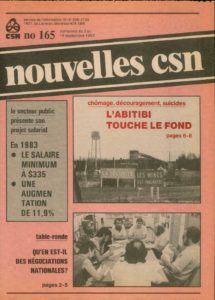 CSN
no 165
nouvelles csn
le secteur public
présente son
projet salarial
En 1983
• LE SALAIRE
MINIMUM
À $335
• UNE
AUGMEN
TATION
DE 11,9%
chômage, découragement, suicides
L'ABITIBI
TOUCHE LE FOND
pages 6-8
table-ronde
QU'EN EST-IL
DES NÉGOCIATIONS
NATIONALES?
pages 2-5